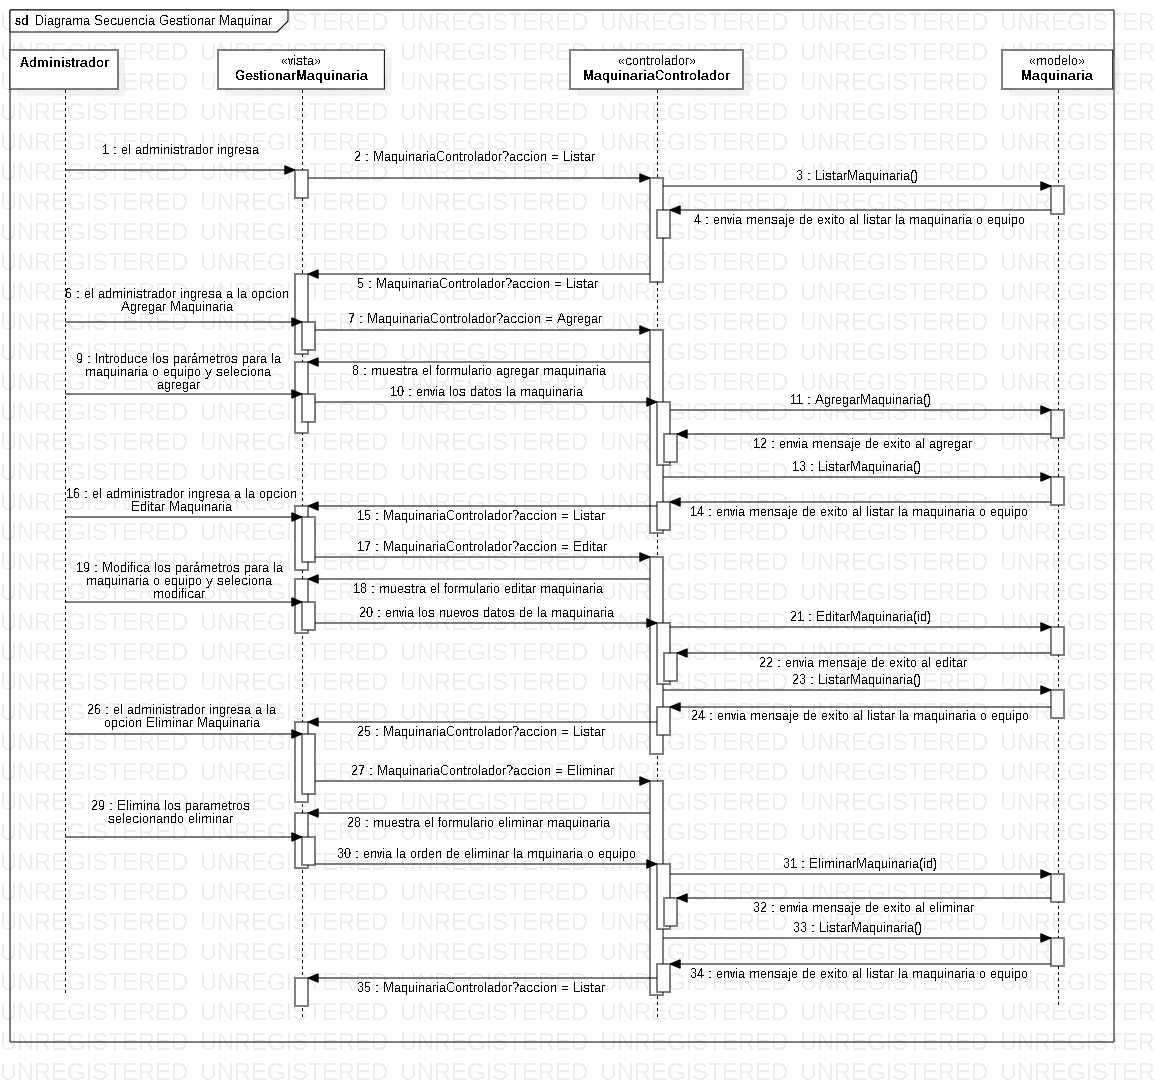 sd Diagrama Secuencia Gestionar Maquinar
Administrador
«vista»
GestionarMaquinaria
«controlador»
MaquinariaControlador
«modelo»
Maquinaria
1 : el administrador ingresa
2 : MaquinariaControlador?accion = Listar
3 : ListarMaquinaria()
4 : envia mensaje de exito al listar la maquinaria o equipo
5 : MaquinariaControlador?accion = Listar
6 : el administrador ingresa a la opcion
Agregar Maquinaria
7 : MaquinariaControlador?accion = Agregar
8 : muestra el formulario agregar maquinaria
9 : Introduce los parámetros para la
maquinaria o equipo y seleciona
agregar
10 : envia los datos la maquinaria
11 : AgregarMaquinaria()
12 : envia mensaje de exito al agregar
13 : ListarMaquinaria()
14 : envia mensaje de exito al listar la maquinaria o equipo
15 : MaquinariaControlador?accion = Listar
16 : el administrador ingresa a la opcion
Editar Maquinaria
17 : MaquinariaControlador?accion = Editar
18 : muestra el formulario editar maquinaria
19 : Modifica los parámetros para la
maquinaria o equipo y seleciona
modificar
20 : envia los nuevos datos de la maquinaria
21 : EditarMaquinaria(id)
22 : envia mensaje de exito al editar
23 : ListarMaquinaria()
24 : envia mensaje de exito al listar la maquinaria o equipo
25 : MaquinariaControlador?accion = Listar
26 : el administrador ingresa a la
opcion Eliminar Maquinaria
27 : MaquinariaControlador?accion = Eliminar
28 : muestra el formulario eliminar maquinaria
29 : Elimina los parametros
selecionando eliminar
30 : envia la orden de eliminar la mquinaria o equipo
31 : EliminarMaquinaria(id)
32 : envia mensaje de exito al eliminar
33 : ListarMaquinaria()
34 : envia mensaje de exito al listar la maquinaria o equipo
35 : MaquinariaControlador?accion = Listar
UNREGISTERED